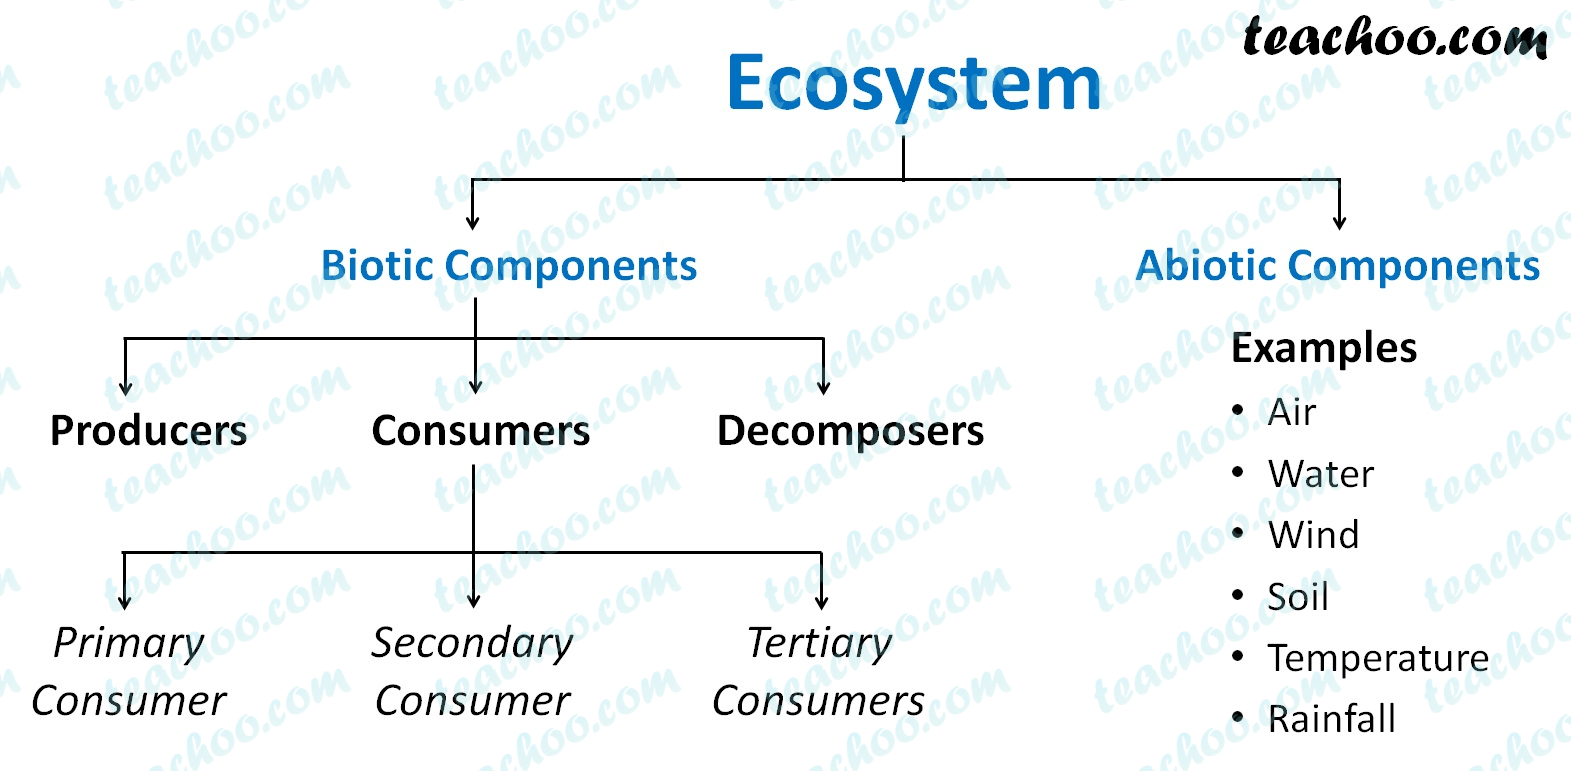 teachoo.com
Ecosystem
Biotic Components
Abiotic Components
Producers
Consumers
Decomposers
Primary
Consumer
Secondary
Consumer
Tertiary
Consumers
Examples
• Air
• Water
• Wind
• Soil
• Temperature
• Rainfall